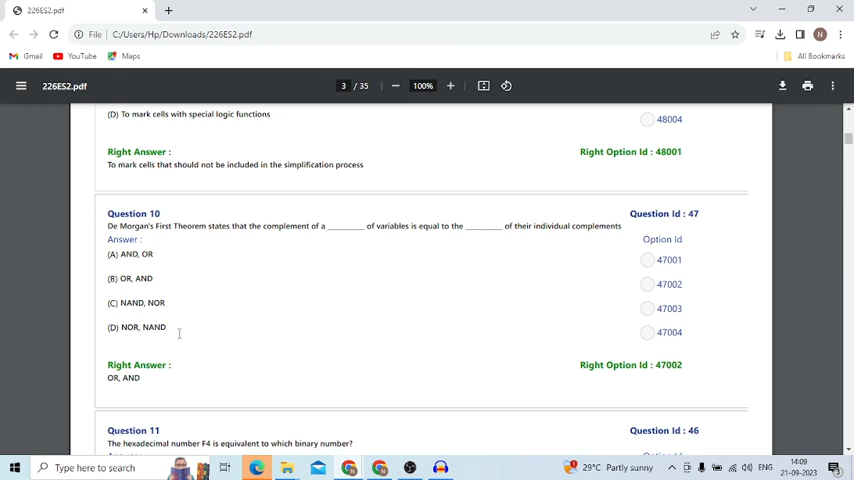 226ES2.pdf
File
C:/Users/Hp/Downloads/226ES2.pdf
N
Gmail
YouTube
Maps
All Bookmarks
226ES2.pdf
3 / 35
100%
(D) To mark cells with special logic functions
48004
Right Answer :
Right Option Id : 48001
To mark cells that should not be included in the simplification process
Question 10
Question Id : 47
De Morgan's First Theorem states that the complement of a _________ of variables is equal to the _________ of their individual complements
Answer :
Option Id
(A) AND, OR
47001
(B) OR, AND
47002
(C) NAND, NOR
47003
(D) NOR, NAND
47004
Right Answer :
Right Option Id : 47002
OR, AND
Question 11
Question Id : 46
The hexadecimal number F4 is equivalent to which binary number?
Type here to search
29°C Partly sunny
ENG
14:09
21-09-2023
3